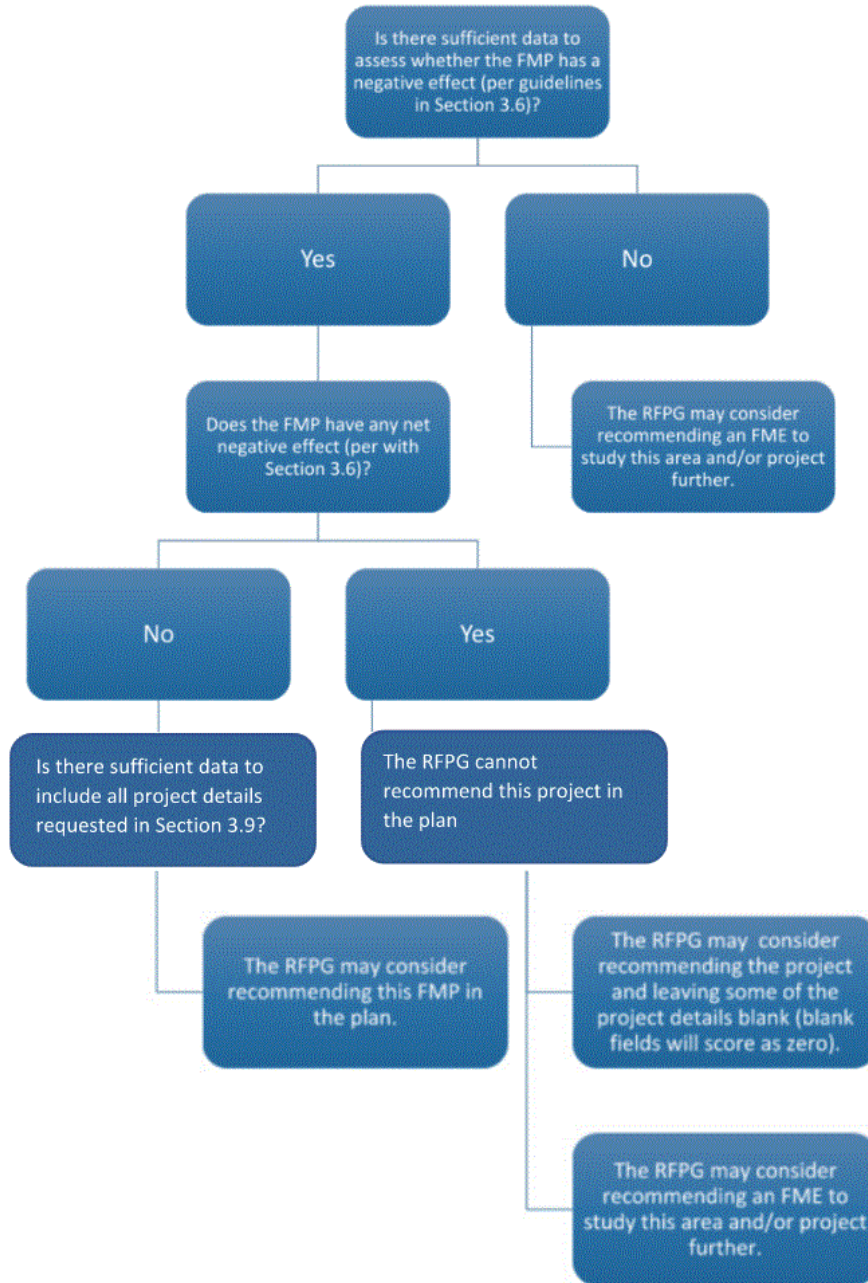 Is there sufficient data to
assess whether the FMP has a
negative effect (per guidelines
in Section 3.6)?
Yes
No
Does the FMP have any net
negative effect (per with
Section 3.6)?
The RFPG may consider
recommending an FME to
study this area and/or project
further.
No
Yes
Is there sufficient data to
include all project details
requested in Section 3.9?
The RFPG cannot
recommend this project in
the plan
The RFPG may consider
recommending this FMP in
the plan.
The RFPG may consider
recommending the project
and leaving some of the
project details blank (blank
fields will score as zero).
The RFPG may consider
recommending an FME to
study this area and/or project
further.